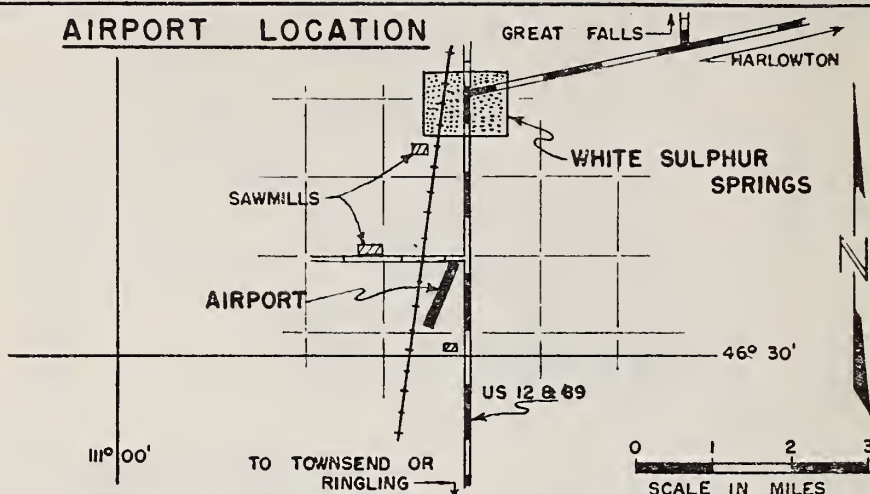 AIRPORT LOCATION
GREAT FALLS
HARLOWTON
WHITE SULPHUR
SPRINGS
SAWMILLS
AIRPORT
46° 30'
US 12 & 89
111° 00'
TO TOWNSEND OR
RINGLING
0 1 2 3
SCALE IN MILES
N